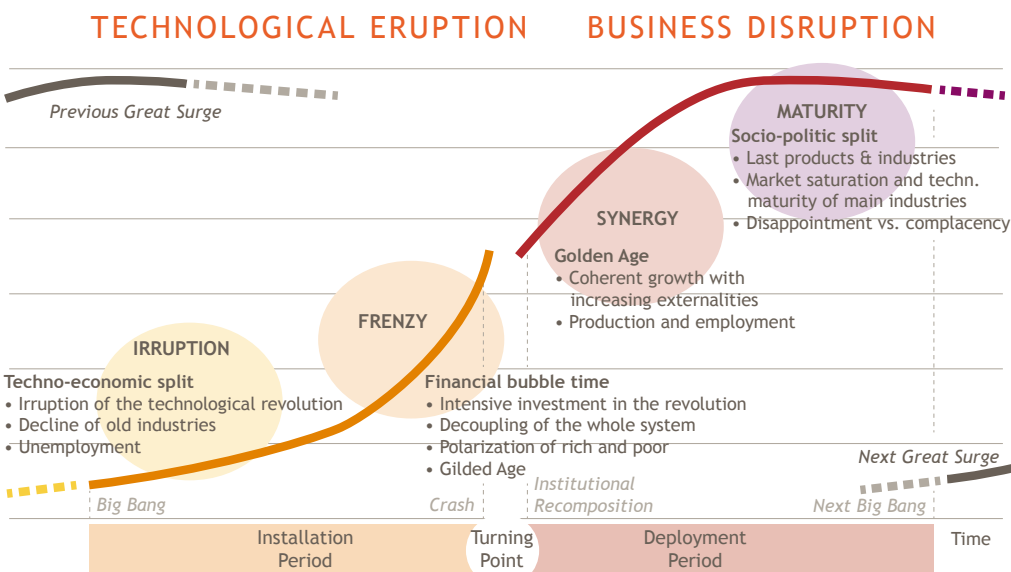 TECHNOLOGICAL ERUPTION
BUSINESS DISRUPTION
Previous Great Surge
MATURITY
Socio-politic split
• Last products & industries
• Market saturation and techn.
maturity of main industries
• Disappointment vs. complacency
SYNERGY
Golden Age
• Coherent growth with
increasing externalities
• Production and employment
FRENZY
Financial bubble time
• Intensive investment in the revolution
• Decoupling of the whole system
• Polarization of rich and poor
• Gilded Age
IRRUPTION
Techno-economic split
• Irruption of the technological revolution
• Decline of old industries
• Unemployment
Next Great Surge
Big Bang
Crash
Institutional
Recomposition
Next Big Bang
Installation
Period
Turning
Point
Deployment
Period
Time